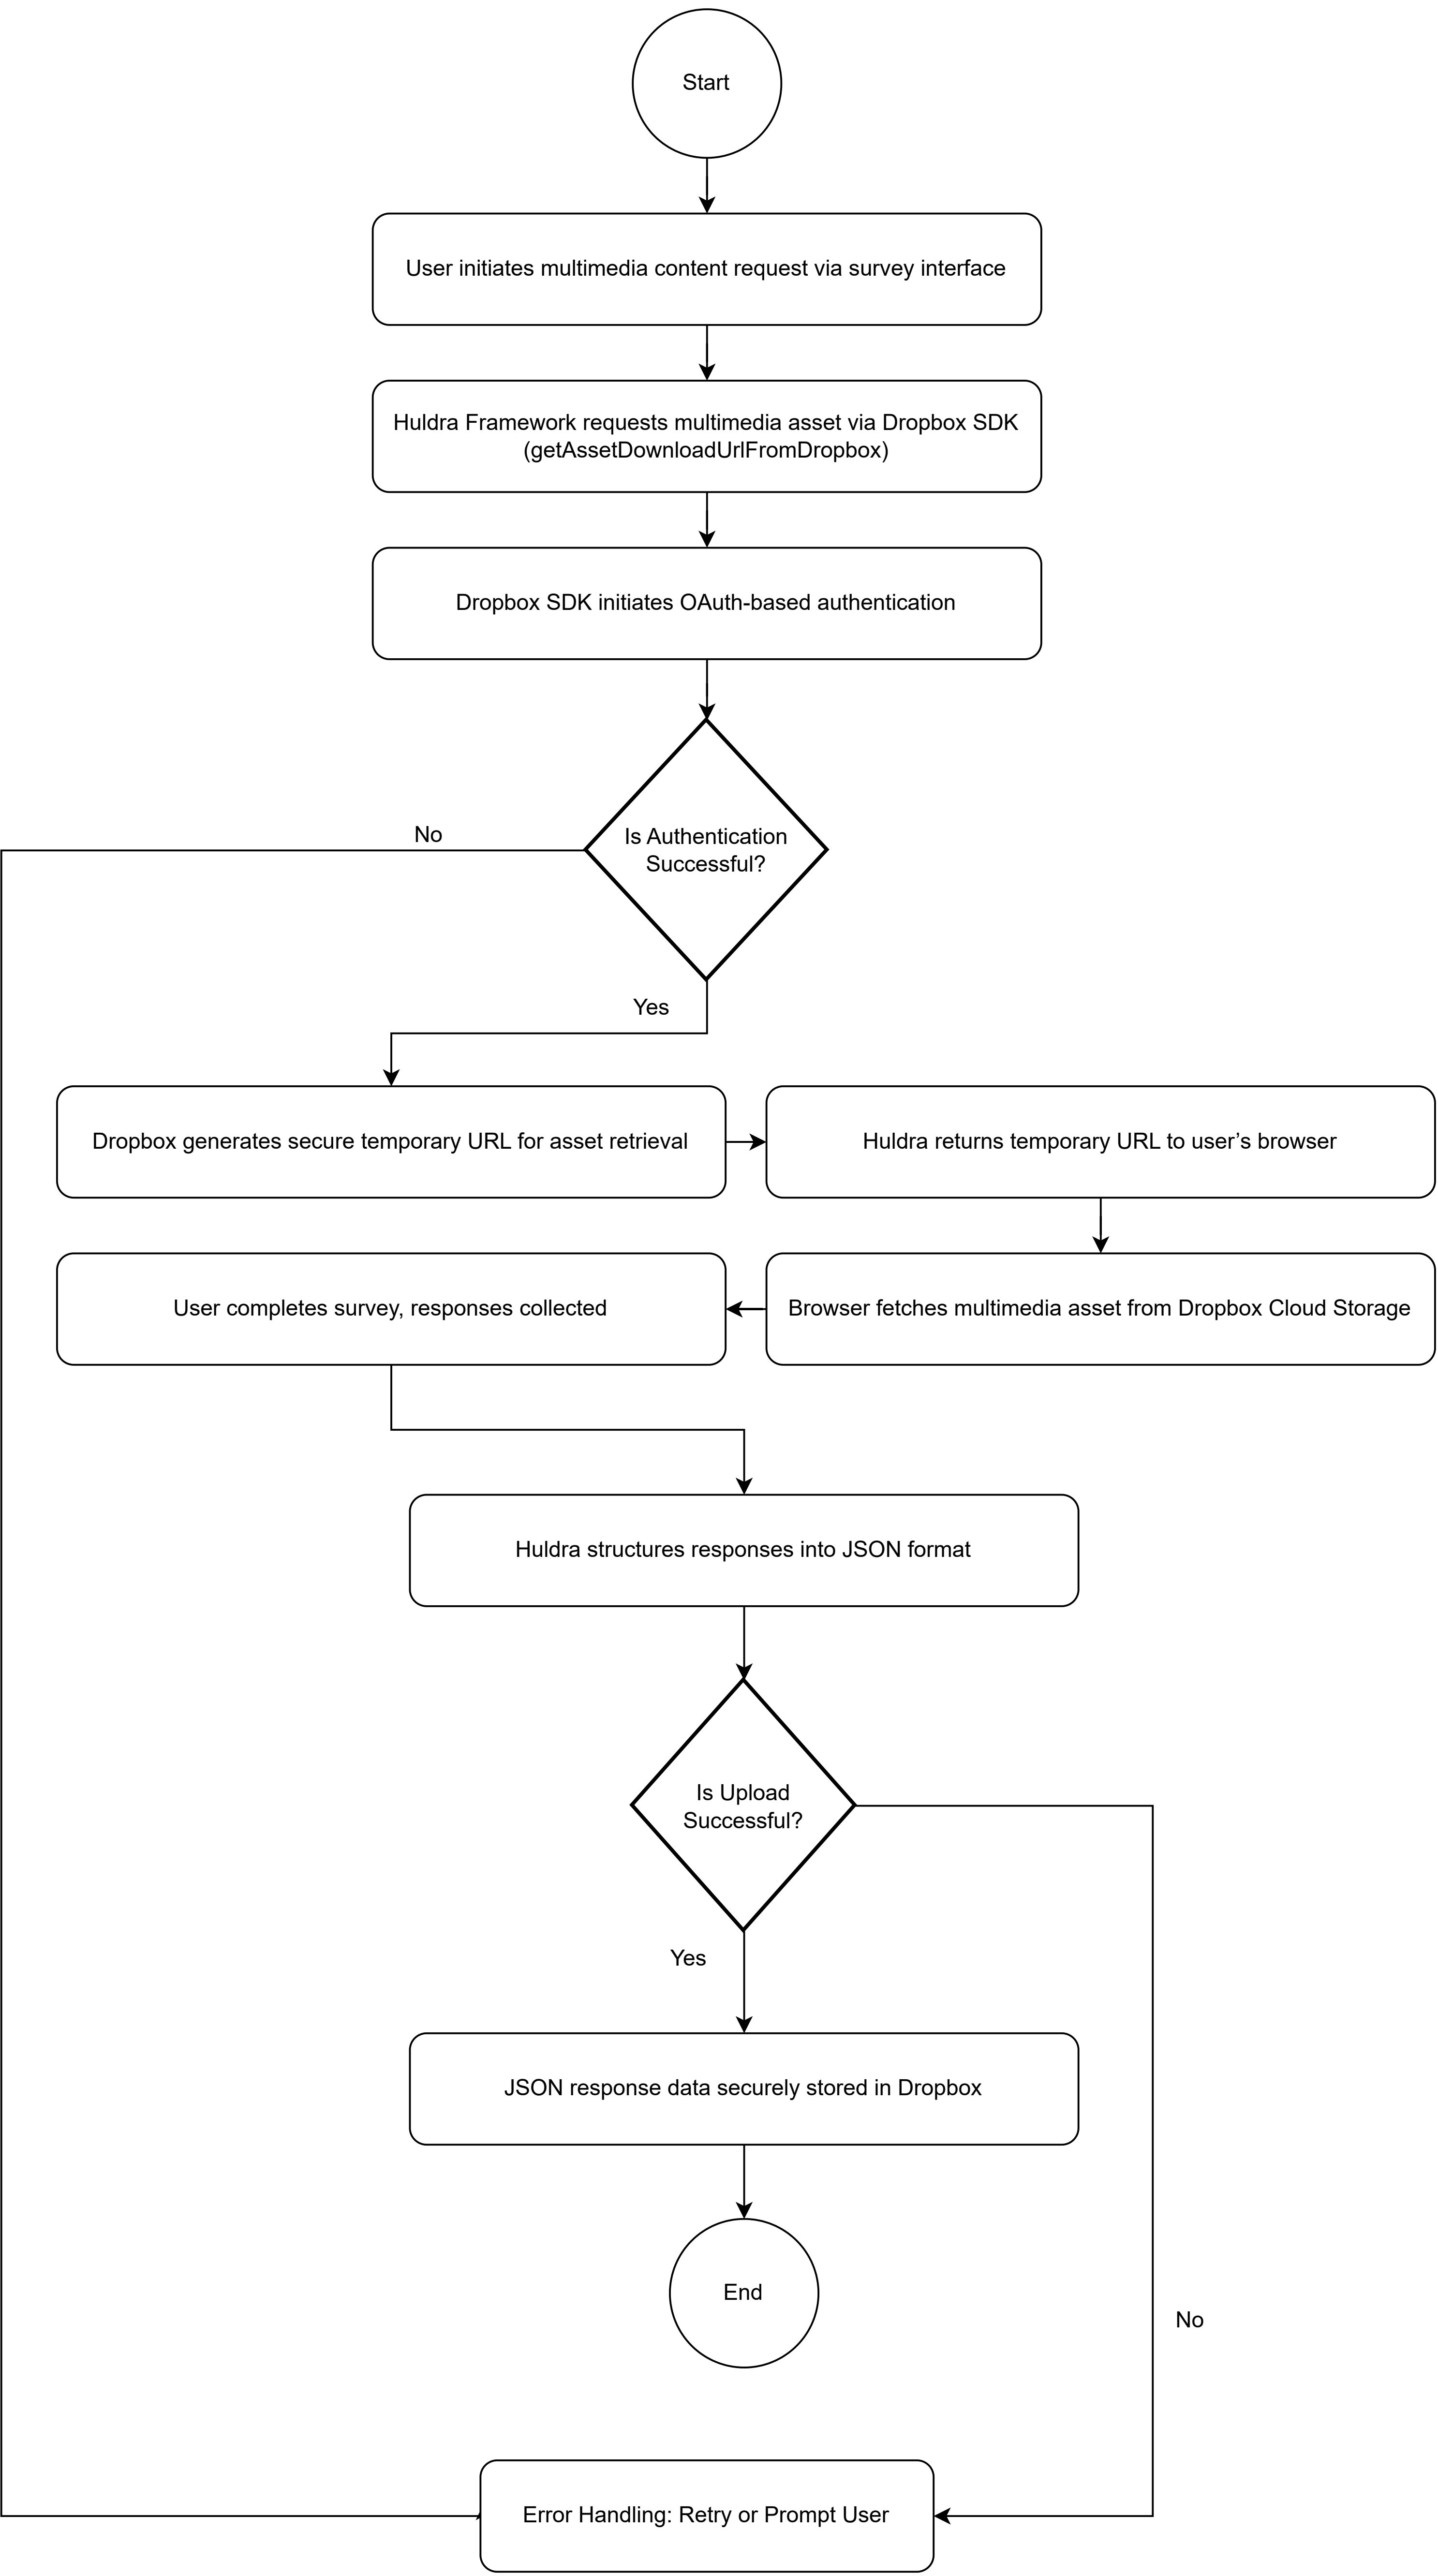 Start
User initiates multimedia content request via survey interface
Huldra Framework requests multimedia asset via Dropbox SDK
(getAssetDownloadUrlFromDropbox)
Dropbox SDK initiates OAuth-based authentication
No
Is Authentication
Successful?
Yes
Dropbox generates secure temporary URL for asset retrieval
Huldra returns temporary URL to user’s browser
User completes survey, responses collected
Browser fetches multimedia asset from Dropbox Cloud Storage
Huldra structures responses into JSON format
Is Upload
Successful?
Yes
JSON response data securely stored in Dropbox
End
No
Error Handling: Retry or Prompt User